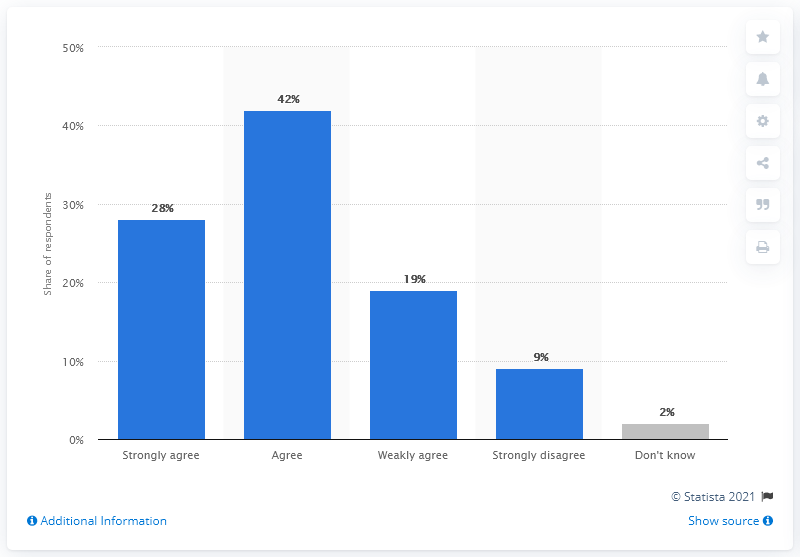 50%
42%
40%
Share of respondents
30%
28%
20%
19%
10%
9%
2%
0%
Strongly agree
Agree
Weakly agree
Strongly disagree
Don't know
© Statista 2021
Additional Information
Show source